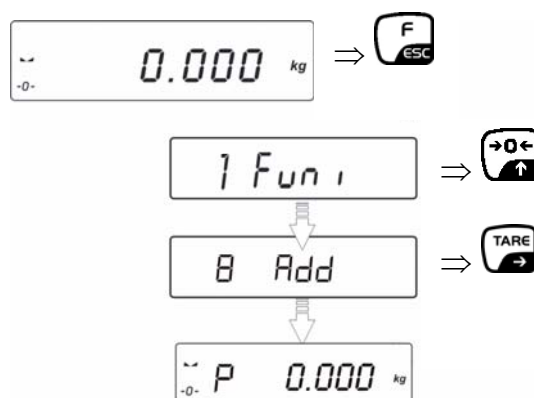 0.000 kg ⇒ F ESC
-0-
1 Funi ⇒ →0← ↑
8 Add ⇒ TARE →
P 0.000 kg
-0-